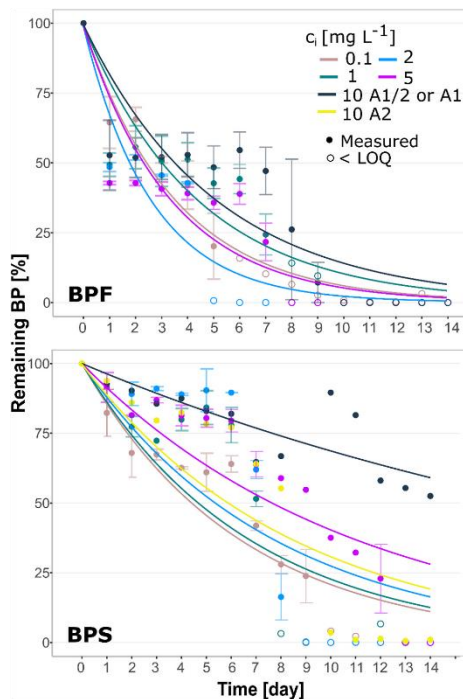 cᵢ [mg L⁻¹]
0.1 2
1 5
10 A1/2 or A1
10 A2
Measured
< LOQ
100
75
50
25
0
BPF
0 1 2 3 4 5 6 7 8 9 10 11 12 13 14
Remaining BP [%]
100
75
50
25
0
BPS
0 1 2 3 4 5 6 7 8 9 10 11 12 13 14
Time [day]